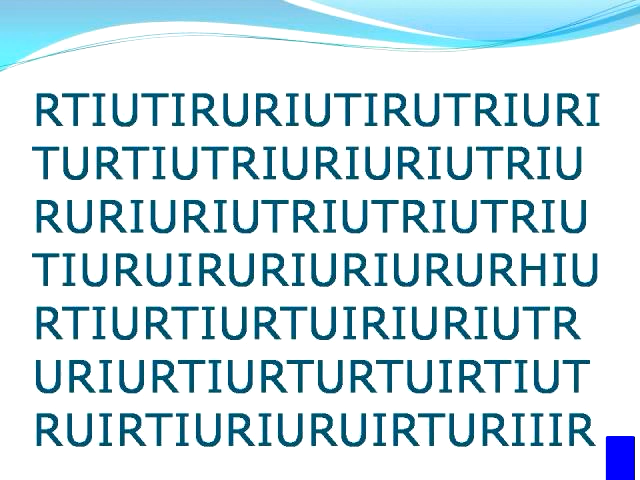 RTIUTIRURIUTIRUTRIURI
TURTIUTRIURIURIUTRIU
RURIURIUTRIUTRIUTRIU
TIURUIRURIURIURURHIU
RTIURTIURTUIRIURIUTR
URIURTIURTURTUIRTIUT
RUIRTIURIURUIRTURIIIR